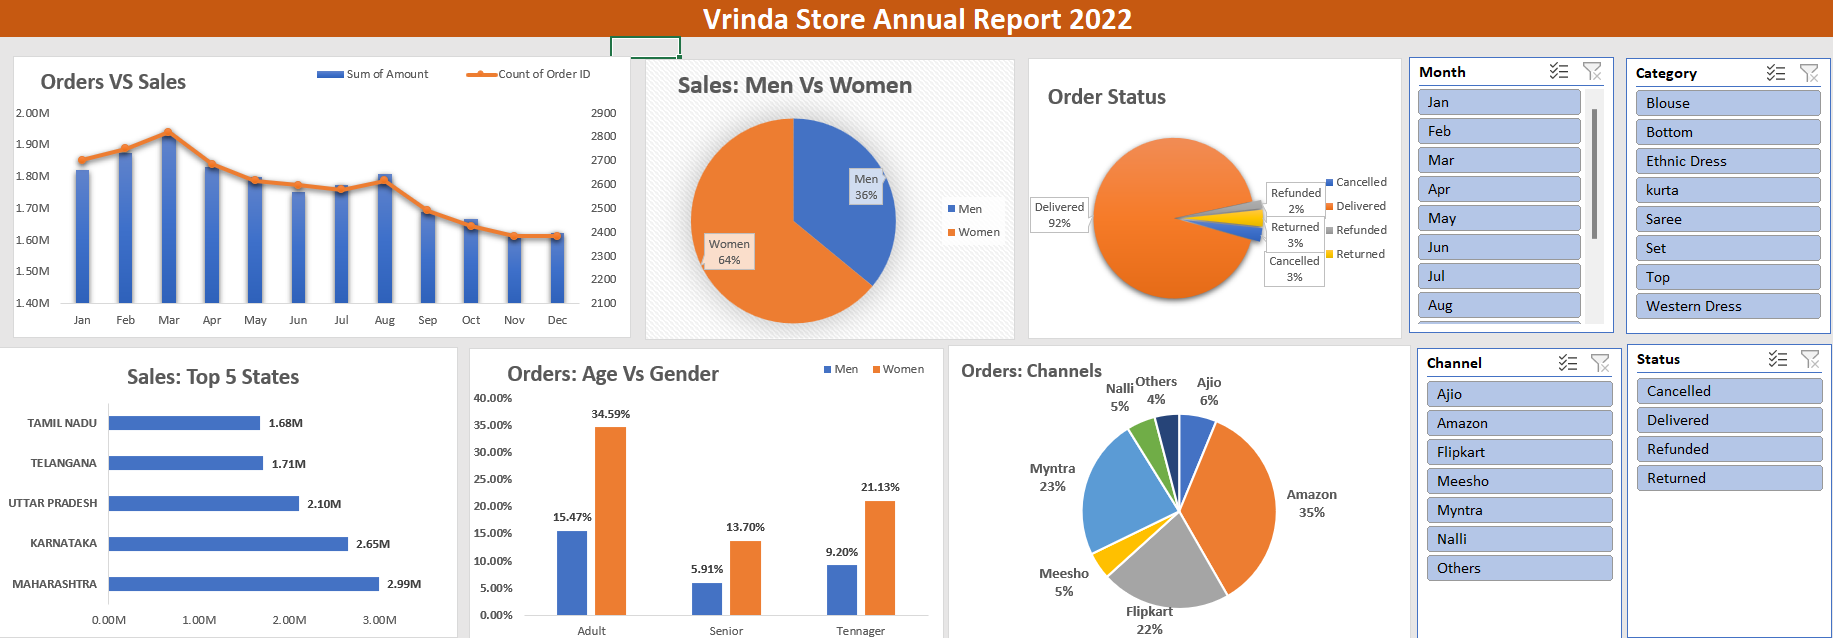 Vrinda Store Annual Report 2022
Orders VS Sales
Sum of Amount
Count of Order ID
2.00M
1.90M
1.80M
1.70M
1.60M
1.50M
1.40M
2900
2800
2700
2600
2500
2400
2300
2200
2100
Jan Feb Mar Apr May Jun Jul Aug Sep Oct Nov Dec
Sales: Men Vs Women
Men
36%
Women
64%
Men
Women
Order Status
Delivered
92%
Refunded
2%
Returned
3%
Cancelled
3%
Cancelled
Delivered
Refunded
Returned
Month
Jan
Feb
Mar
Apr
May
Jun
Jul
Aug
Category
Blouse
Bottom
Ethnic Dress
kurta
Saree
Set
Top
Western Dress
Sales: Top 5 States
TAMIL NADU 1.68M
TELANGANA 1.71M
UTTAR PRADESH 2.10M
KARNATAKA 2.65M
MAHARASHTRA 2.99M
0.00M 1.00M 2.00M 3.00M
Orders: Age Vs Gender
Men Women
40.00%
35.00%
30.00%
25.00%
20.00%
15.00%
10.00%
5.00%
0.00%
15.47% 34.59%
5.91% 13.70%
9.20% 21.13%
Adult Senior Tennager
Orders: Channels
Nalli
5%
Others
4%
Ajio
6%
Myntra
23%
Amazon
35%
Meesho
5%
Flipkart
22%
Channel
Ajio
Amazon
Flipkart
Meesho
Myntra
Nalli
Others
Status
Cancelled
Delivered
Refunded
Returned